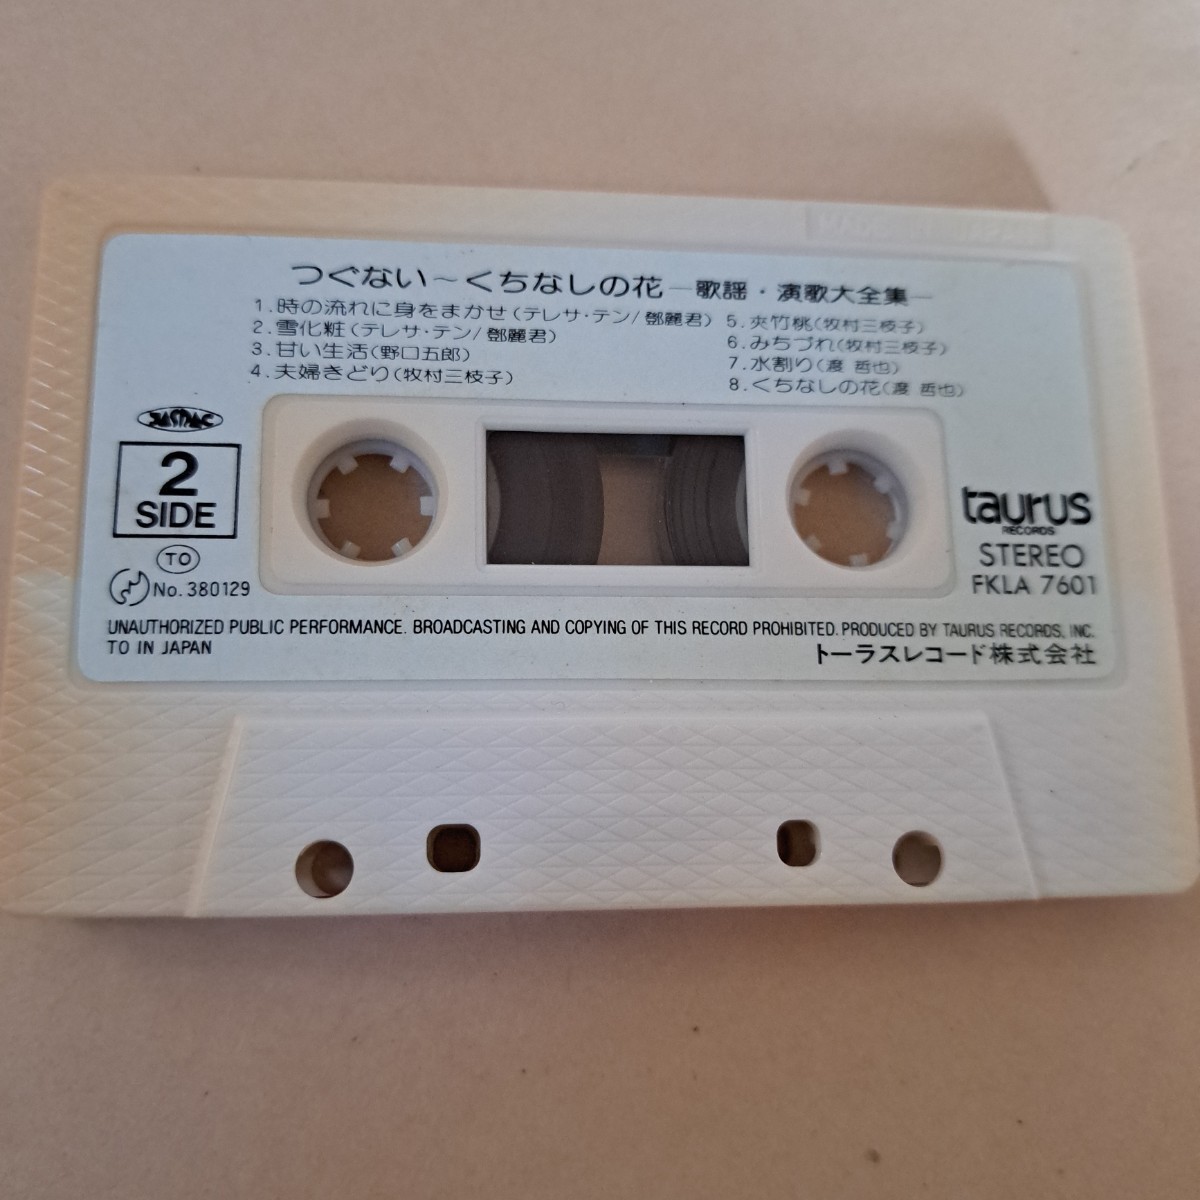 つぐない～くちなしの花―歌謡・演歌大全集―
1.時の流れに身をまかせ(テレサ・テン/鄧麗君)
2.雪化粧(テレサ・テン/鄧麗君)
3.甘い生活(野口五郎)
4.夫婦きどり(牧村三枝子)
5.夾竹桃(牧村三枝子)
6.みちづれ(牧村三枝子)
7.水割り(渡 哲也)
8.くちなしの花(渡 哲也)
JASRAC
2
SIDE
TO
No. 380129
taurus
RECORDS
STEREO
FKLA 7601
UNAUTHORIZED PUBLIC PERFORMANCE. BROADCASTING AND COPYING OF THIS RECORD PROHIBITED. PRODUCED BY TAURUS RECORDS, INC.
TO IN JAPAN
トーラスレコード株式会社